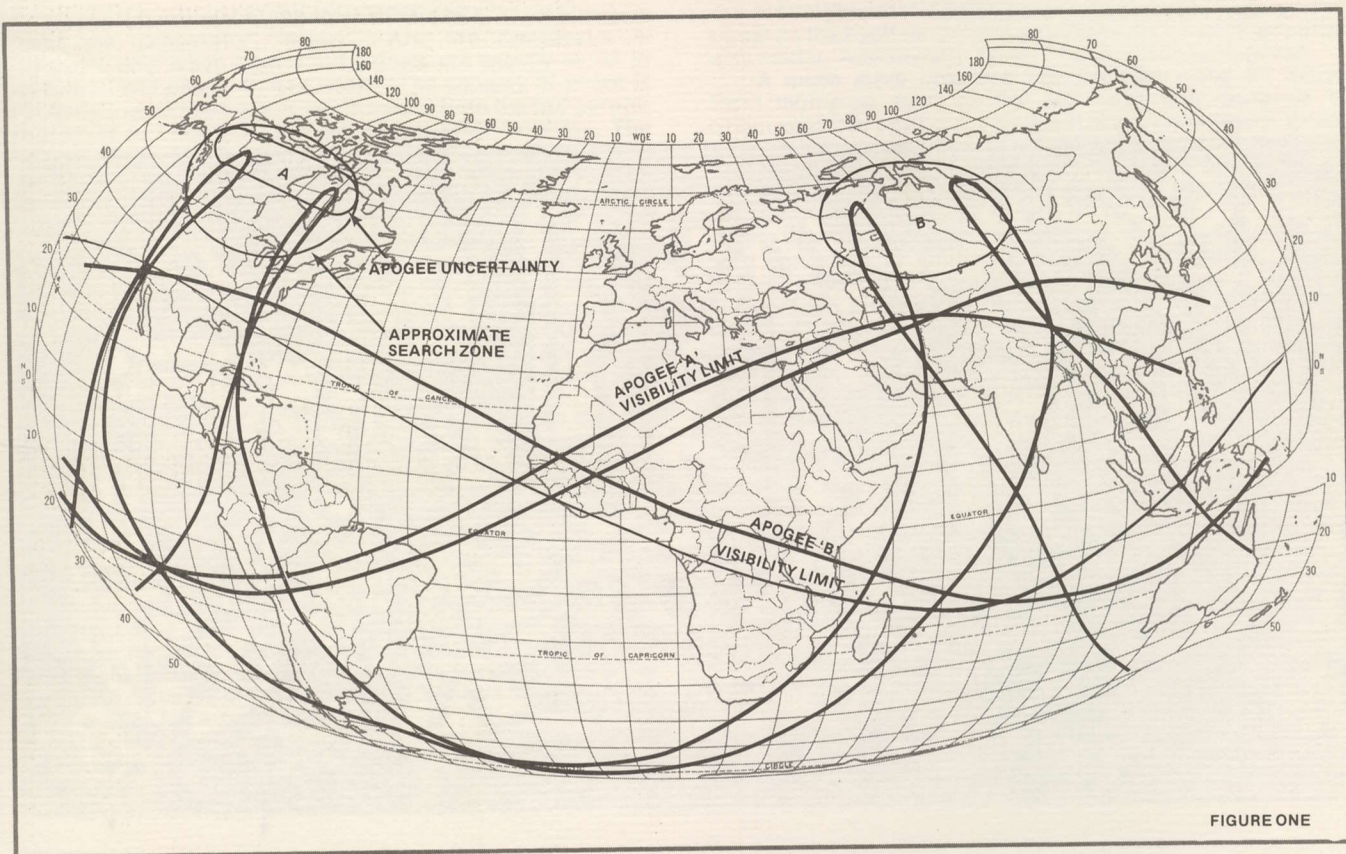 80
180
160
140
120
100
90
80
70
60
50
40
30
20
10
WOE
10
20
30
40
50
60
70
80
90
100
120
140
160
180
80
70
60
50
40
30
20
10
N
0
S
10
20
30
40
50
70
60
50
40
30
20
10
N
0
S
10
20
30
50
A
B
ARCTIC CIRCLE
APOGEE UNCERTAINTY
APPROXIMATE
SEARCH ZONE
APOGEE 'A'
VISIBILITY LIMIT
TROPIC OF CANCER
EQUATOR
EQUATOR
APOGEE 'B'
VISIBILITY LIMIT
TROPIC OF CAPRICORN
CIRCLE
FIGURE ONE